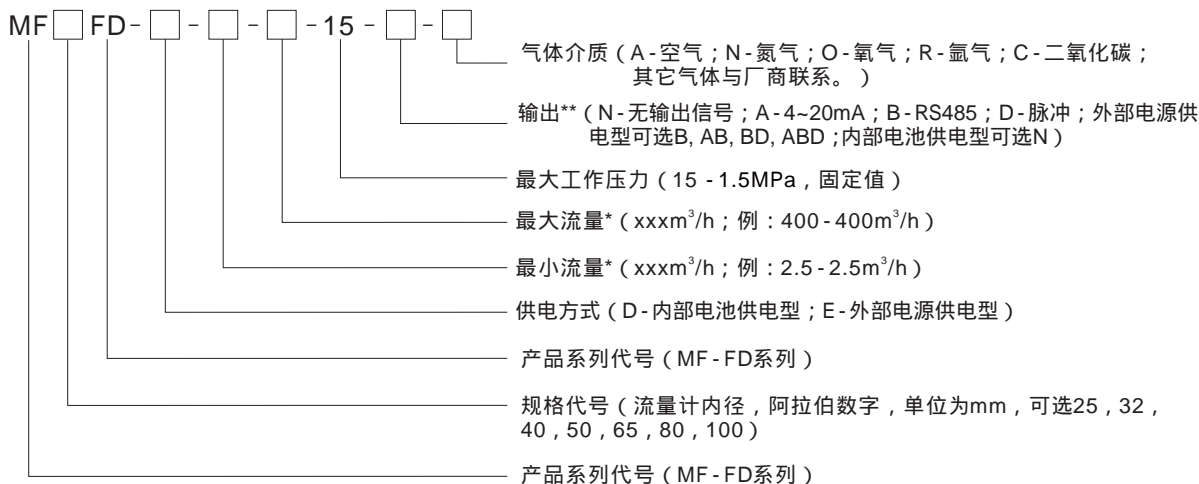 MF□FD-□-□-□-15-□-□
气体介质（A-空气；N-氮气；O-氧气；R-氩气；C-二氧化碳；
其它气体与厂商联系。）
输出**（N-无输出信号；A-4~20mA；B-RS485；D-脉冲；外部电源供
电型可选B, AB, BD, ABD；内部电池供电型可选N）
最大工作压力（15 -1.5MPa，固定值）
最大流量*（xxxm³/h；例：400-400m³/h）
最小流量*（xxxm³/h；例：2.5-2.5m³/h）
供电方式（D-内部电池供电型；E-外部电源供电型）
产品系列代号（MF-FD系列）
规格代号（流量计内径，阿拉伯数字，单位为mm，可选25，32，
40，50，65，80，100）
产品系列代号（MF-FD系列）